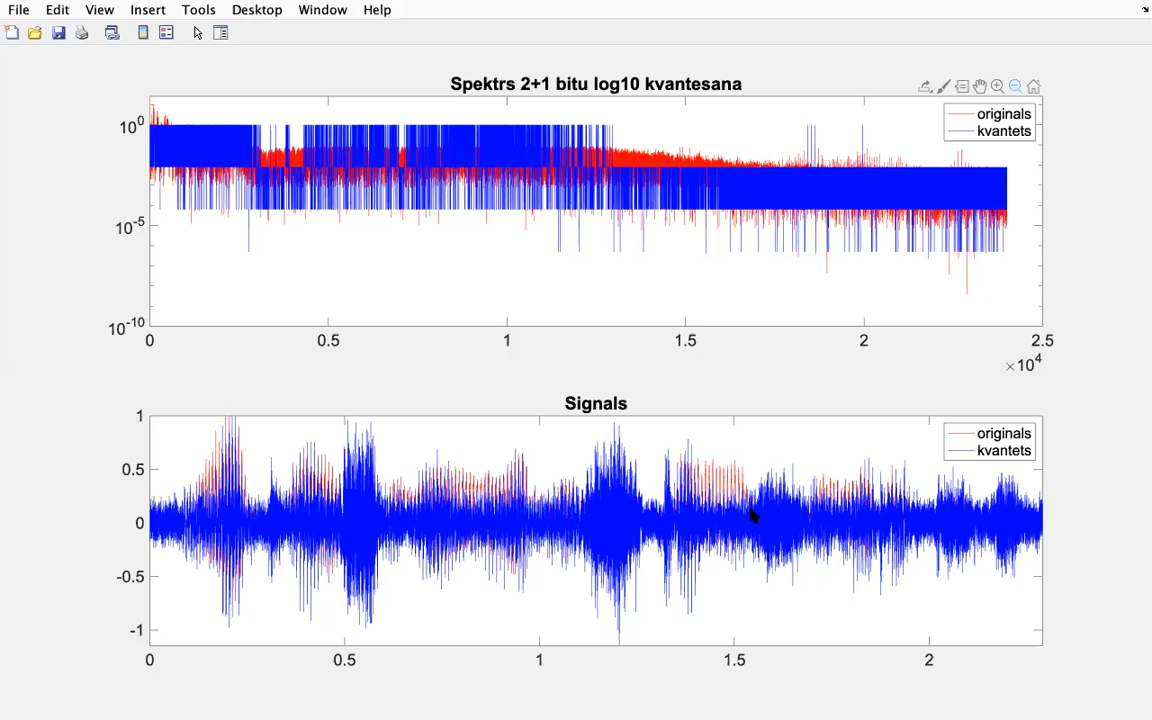 File Edit View Insert Tools Desktop Window Help
Spektrs 2+1 bitu log10 kvantesana
originals
kvantets
10^0
10^-5
10^-10
0 0.5 1 1.5 2 2.5
×10^4
Signals
originals
kvantets
1
0.5
0
-0.5
-1
0 0.5 1 1.5 2